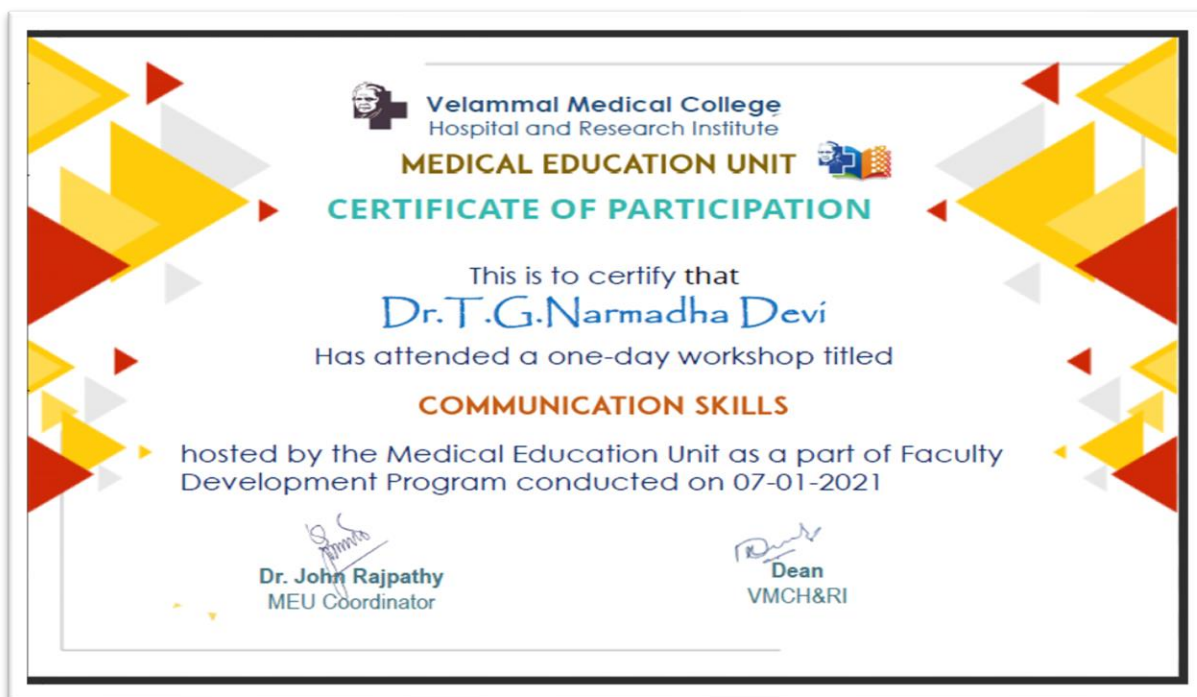 Velammal Medical College
Hospital and Research Institute
MEDICAL EDUCATION UNIT
CERTIFICATE OF PARTICIPATION
This is to certify that
Dr.T.G.Narmadha Devi
Has attended a one-day workshop titled
COMMUNICATION SKILLS
hosted by the Medical Education Unit as a part of Faculty
Development Program conducted on 07-01-2021
Dr. John Rajpathy
MEU Coordinator
Dean
VMCH&RI